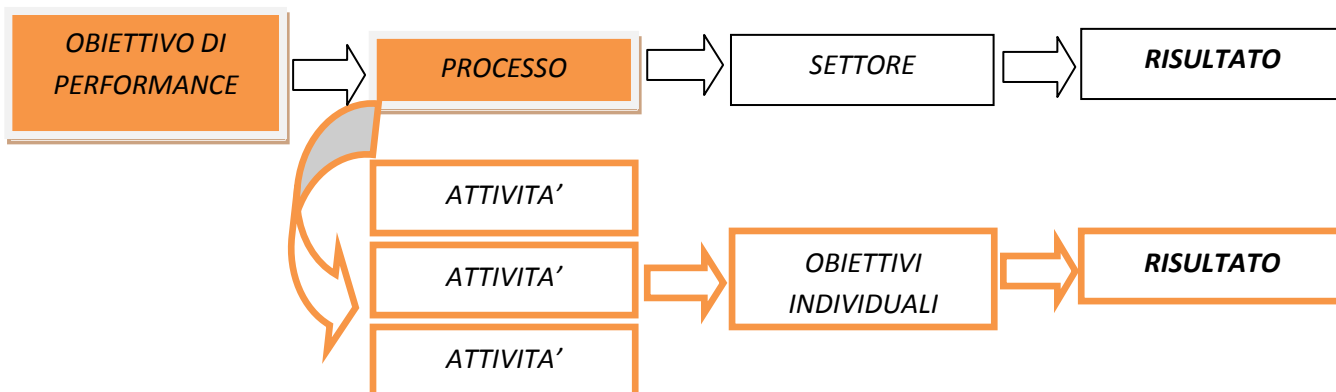 OBIETTIVO DI
PERFORMANCE
PROCESSO
SETTORE
RISULTATO
ATTIVITA’
ATTIVITA’
OBIETTIVI
INDIVIDUALI
RISULTATO
ATTIVITA’